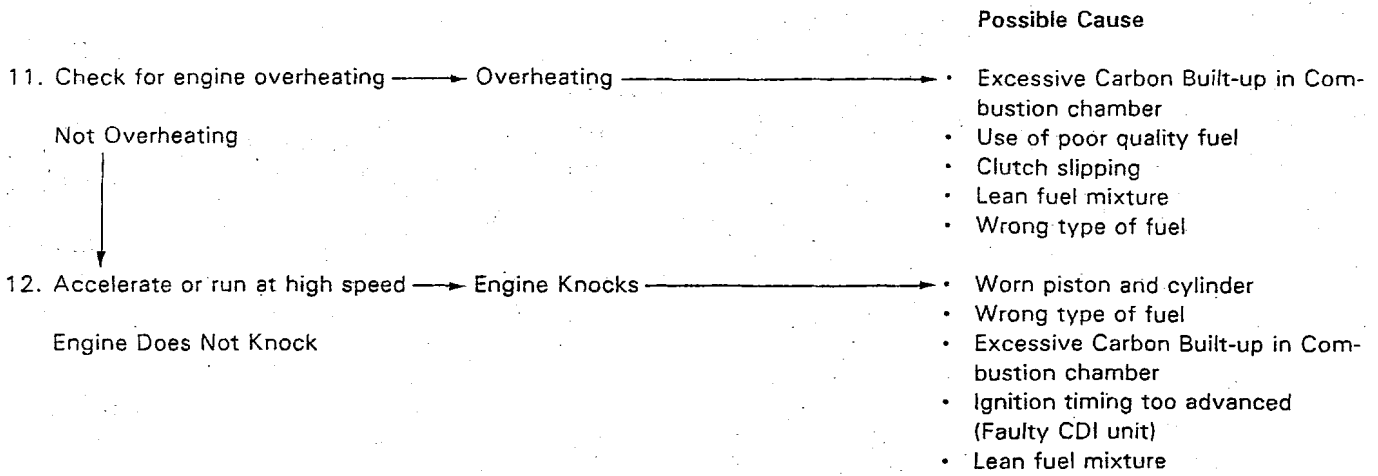 Possible Cause
11. Check for engine overheating → Overheating → • Excessive Carbon Built-up in Com-
bustion chamber
Not Overheating
• Use of poor quality fuel
• Clutch slipping
• Lean fuel mixture
• Wrong type of fuel
12. Accelerate or run at high speed → Engine Knocks → • Worn piston and cylinder
• Wrong type of fuel
Engine Does Not Knock
• Excessive Carbon Built-up in Com-
bustion chamber
• Ignition timing too advanced
(Faulty CDI unit)
• Lean fuel mixture